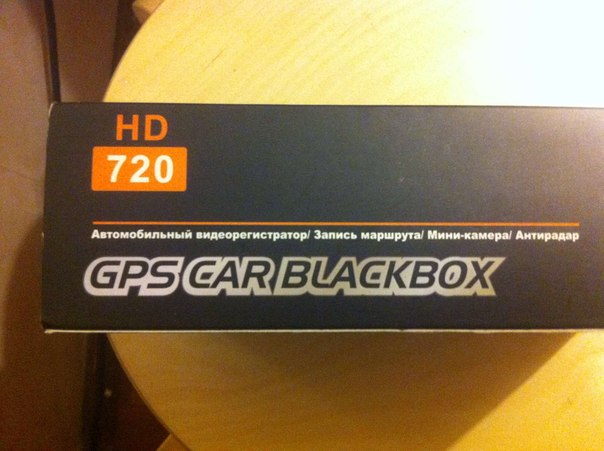 HD
720
Автомобильный видеорегистратор/ Запись маршрута/ Мини-камера/ Антирадар
GPS CAR BLACKBOX